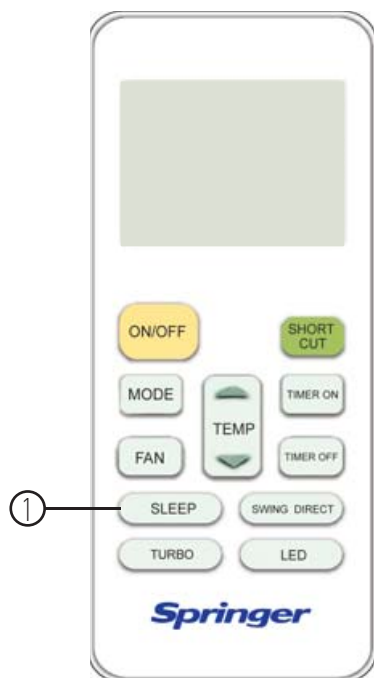 ON/OFF
SHORT
CUT
MODE
TEMP
TIMER ON
FAN
TIMER OFF
1
SLEEP
SWING DIRECT
TURBO
LED
Springer